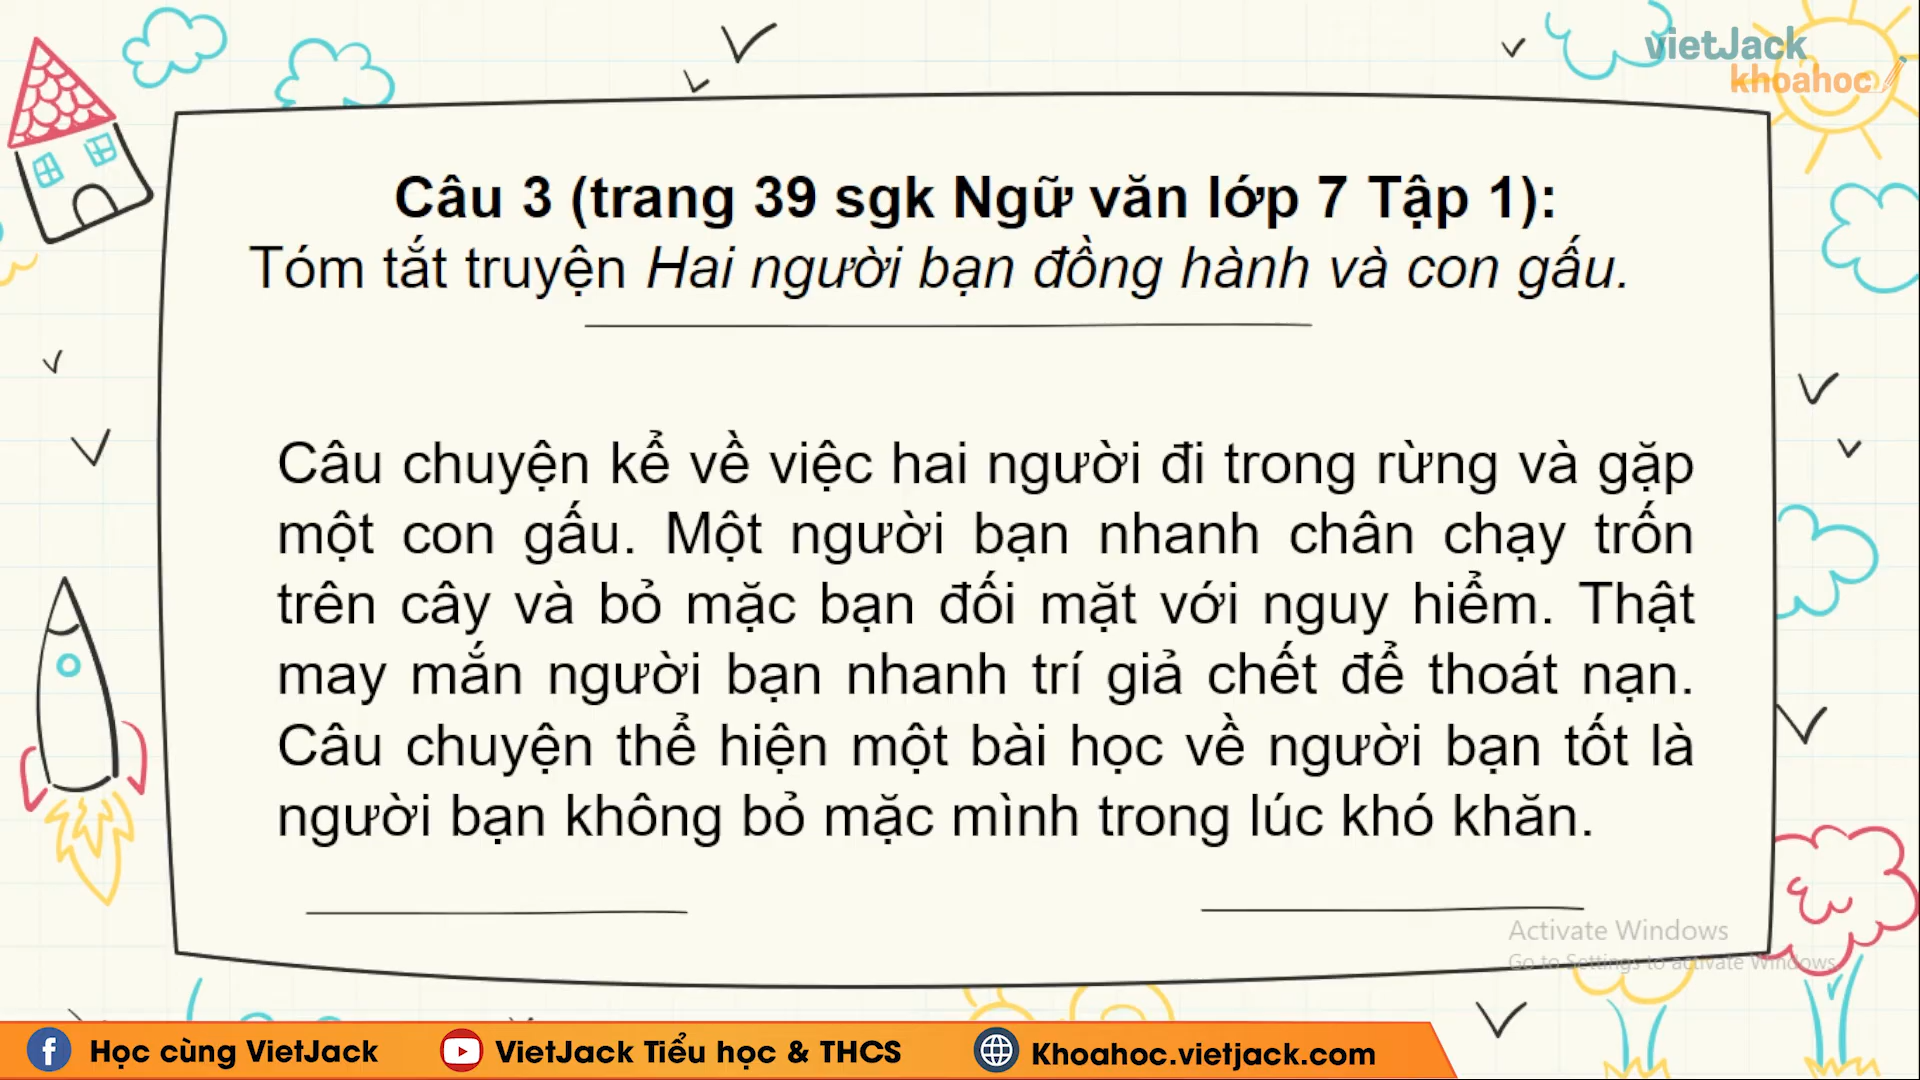 vietJack
khoahoc
Câu 3 (trang 39 sgk Ngữ văn lớp 7 Tập 1):
Tóm tắt truyện Hai người bạn đồng hành và con gấu.
Câu chuyện kể về việc hai người đi trong rừng và gặp
một con gấu. Một người bạn nhanh chân chạy trốn
trên cây và bỏ mặc bạn đối mặt với nguy hiểm. Thật
may mắn người bạn nhanh trí giả chết để thoát nạn.
Câu chuyện thể hiện một bài học về người bạn tốt là
người bạn không bỏ mặc mình trong lúc khó khăn.
Activate Windows
Go to Settings to activate Windows.
Học cùng VietJack
VietJack Tiểu học & THCS
Khoahoc.vietjack.com